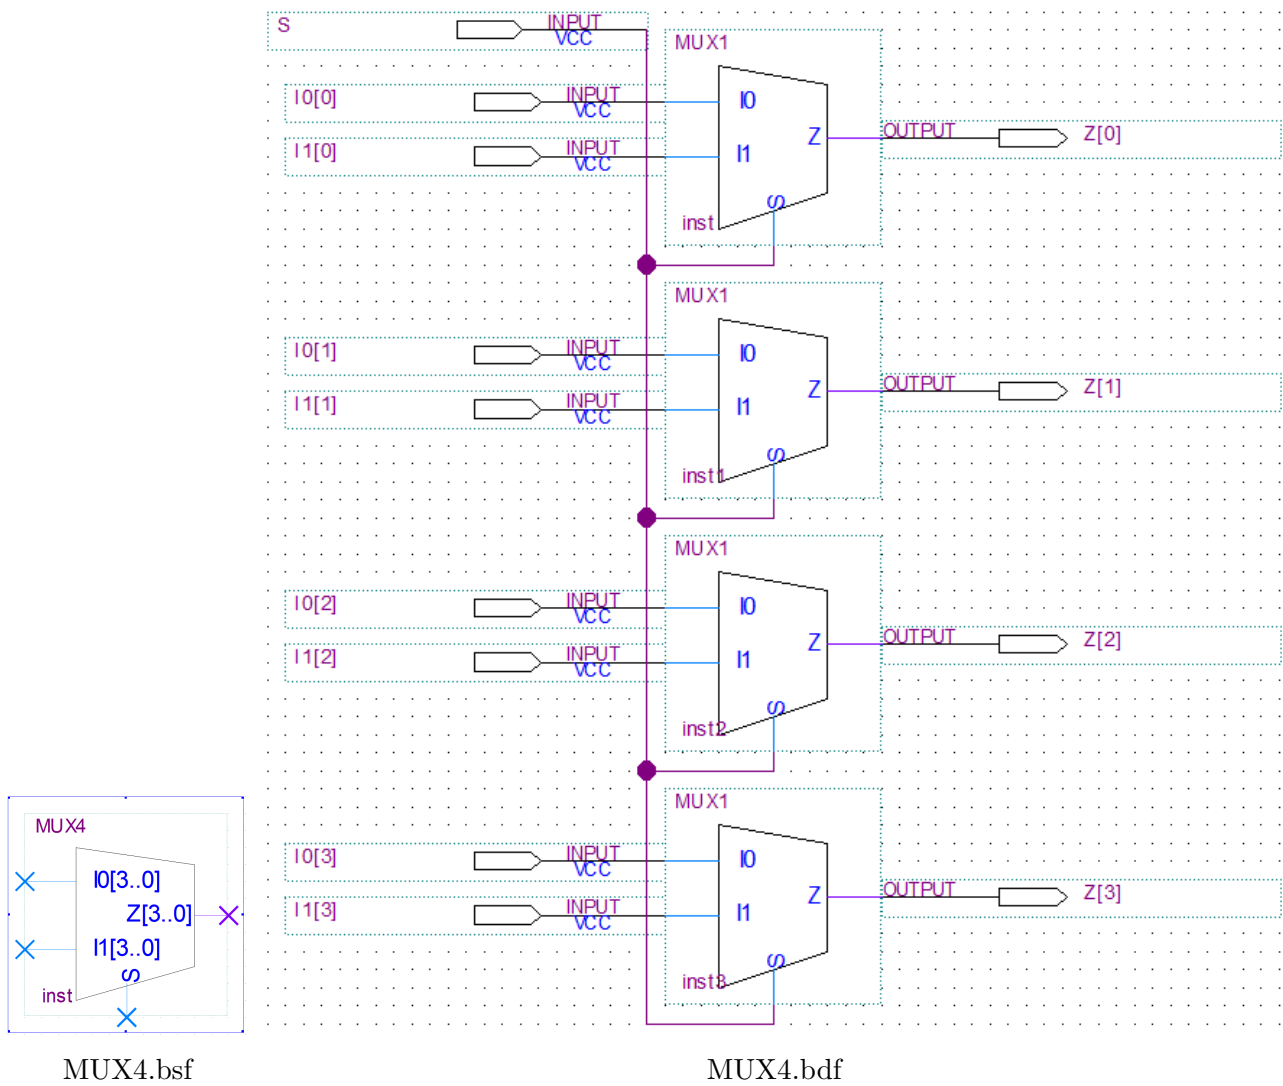 S
INPUT
VCC
MUX1
I0[0]
INPUT
VCC
I0
I1[0]
INPUT
VCC
I1
Z
OUTPUT
Z[0]
S
inst
MUX1
I0[1]
INPUT
VCC
I0
I1[1]
INPUT
VCC
I1
Z
OUTPUT
Z[1]
S
inst1
MUX1
I0[2]
INPUT
VCC
I0
I1[2]
INPUT
VCC
I1
Z
OUTPUT
Z[2]
S
inst2
MUX1
I0[3]
INPUT
VCC
I0
I1[3]
INPUT
VCC
I1
Z
OUTPUT
Z[3]
S
inst3
MUX4
I0[3..0]
Z[3..0]
I1[3..0]
S
inst
MUX4.bsf
MUX4.bdf